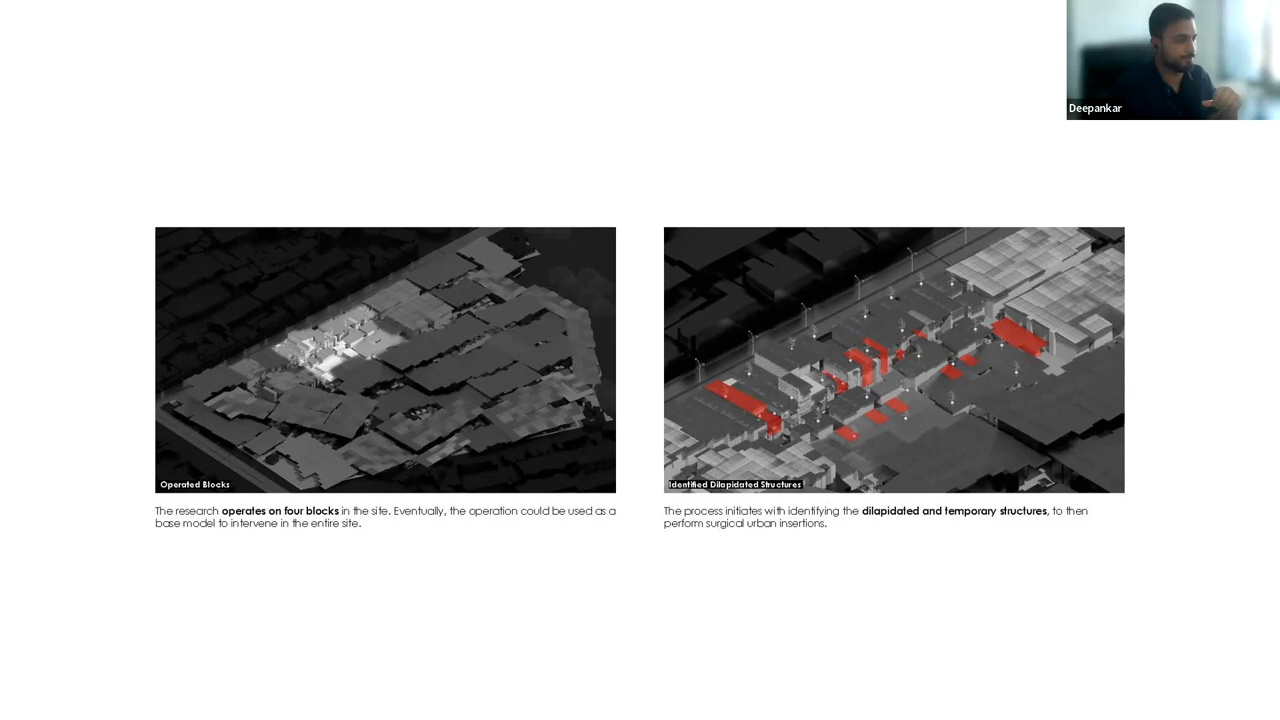 Deepankar
Operated Blocks
The research operates on four blocks in the site. Eventually, the operation could be used as a
base model to intervene in the entire site.
Identified Dilapidated Structures
The process initiates with identifying the dilapidated and temporary structures, to then
perform surgical urban insertions.